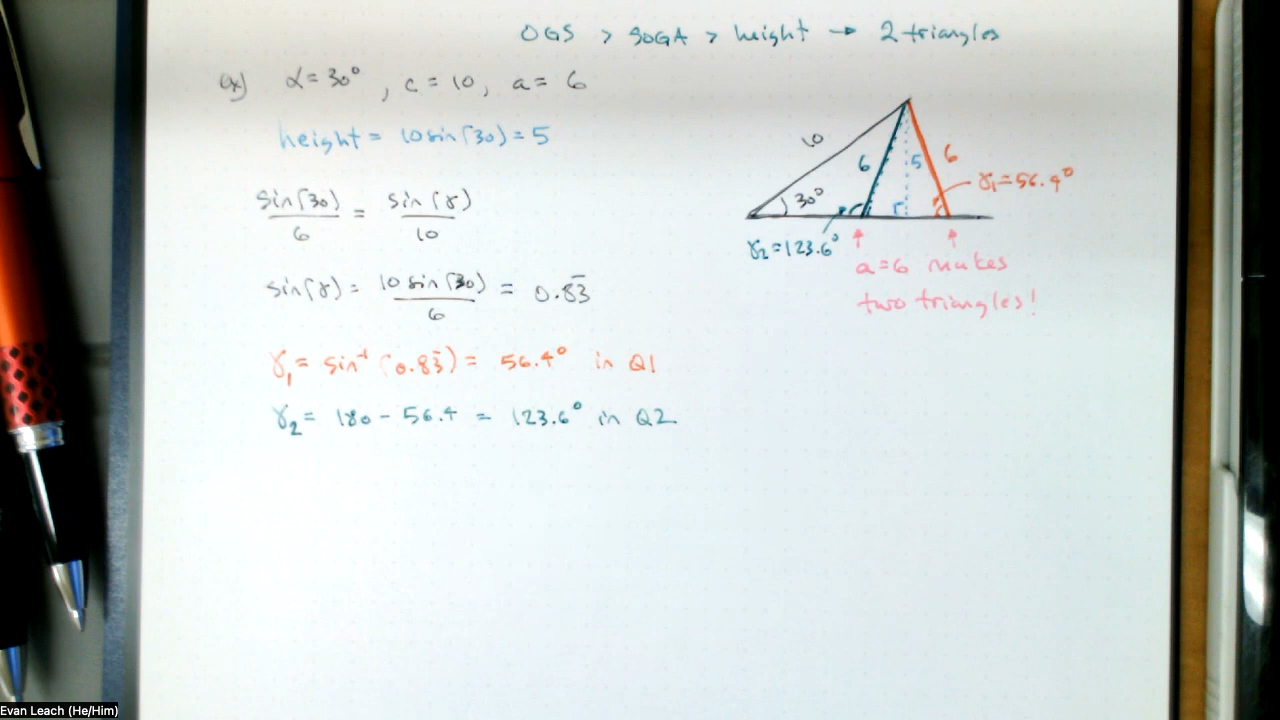 OGS > SOGA > height → 2 triangles
ex) α = 30°, c = 10, a = 6
height = 10 sin(30) = 5
sin(30)/6 = sin(γ)/10
sin(γ) = 10 sin(30)/6 = 0.83̅
γ₁ = sin⁻¹(0.83̅) = 56.4° in Q1
γ₂ = 180 - 56.4 = 123.6° in Q2
10
6
5
6
30°
γ₁ = 56.4°
γ₂ = 123.6°
a = 6 makes
two triangles!
Evan Leach (He/Him)